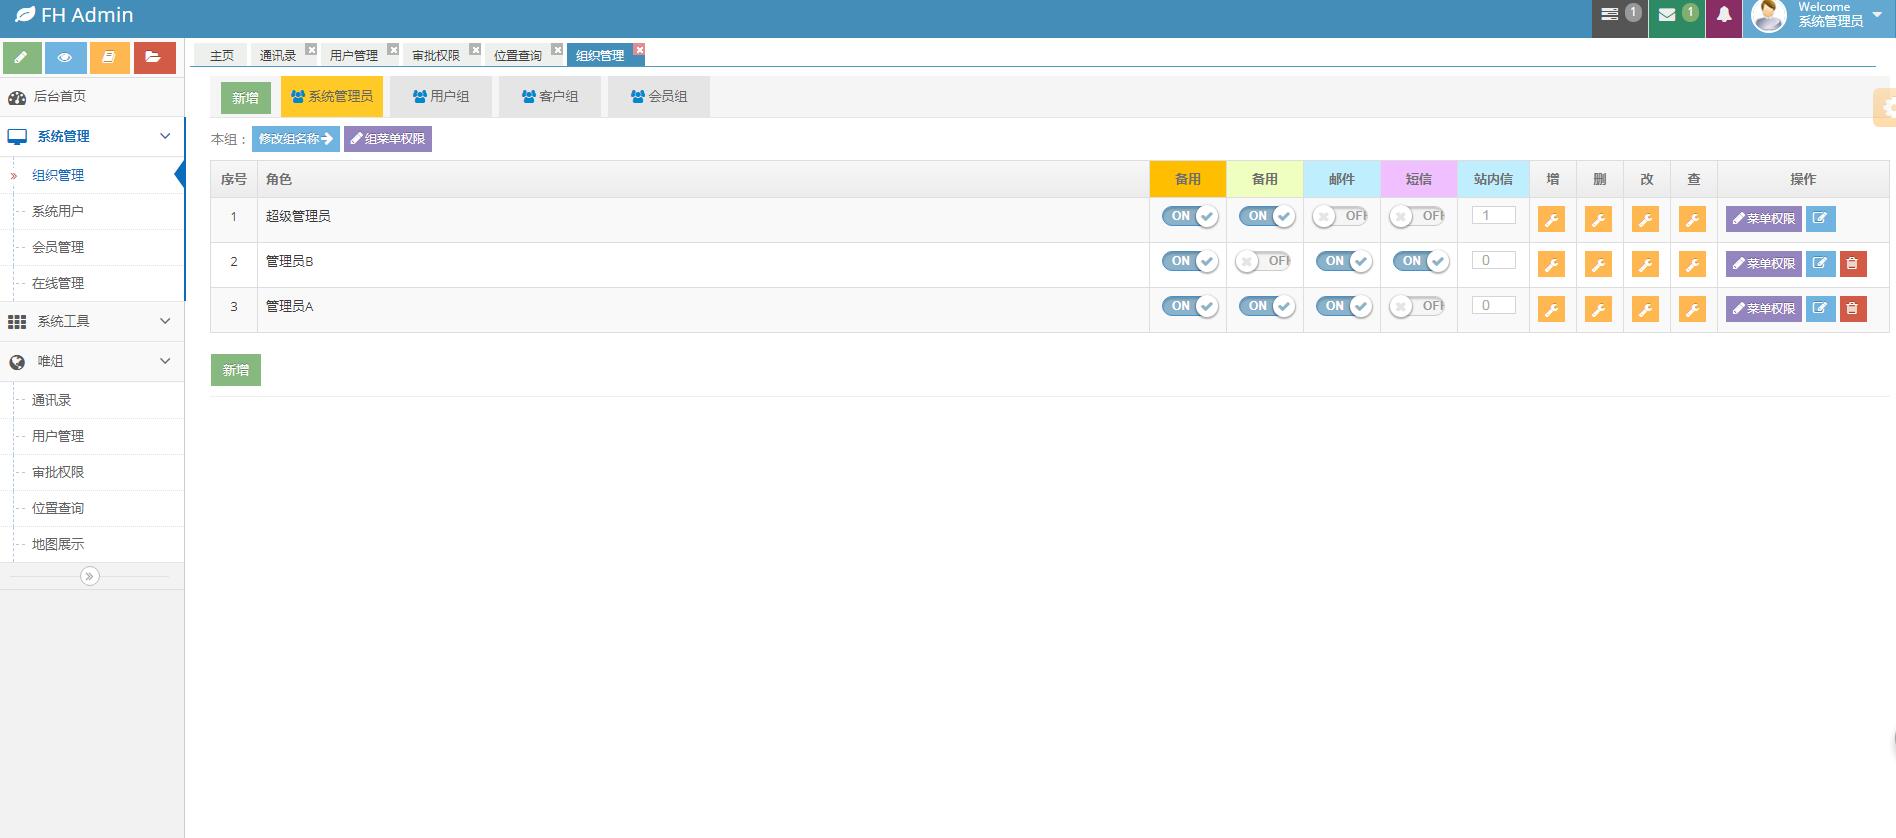 FH Admin
1
1
Welcome
系统管理员
主页
通讯录
用户管理
审批权限
位置查询
组织管理
后台首页
系统管理
组织管理
系统用户
会员管理
在线管理
系统工具
唯俎
通讯录
用户管理
审批权限
位置查询
地图展示
新增
系统管理员
用户组
客户组
会员组
本组：
修改组名称
组菜单权限
序号 角色 备用 备用 邮件 短信 站内信 增 删 改 查 操作
1 超级管理员 ON ON OFF OFF 1 菜单权限
2 管理员B ON OFF ON ON 0 菜单权限
3 管理员A ON ON ON OFF 0 菜单权限
新增